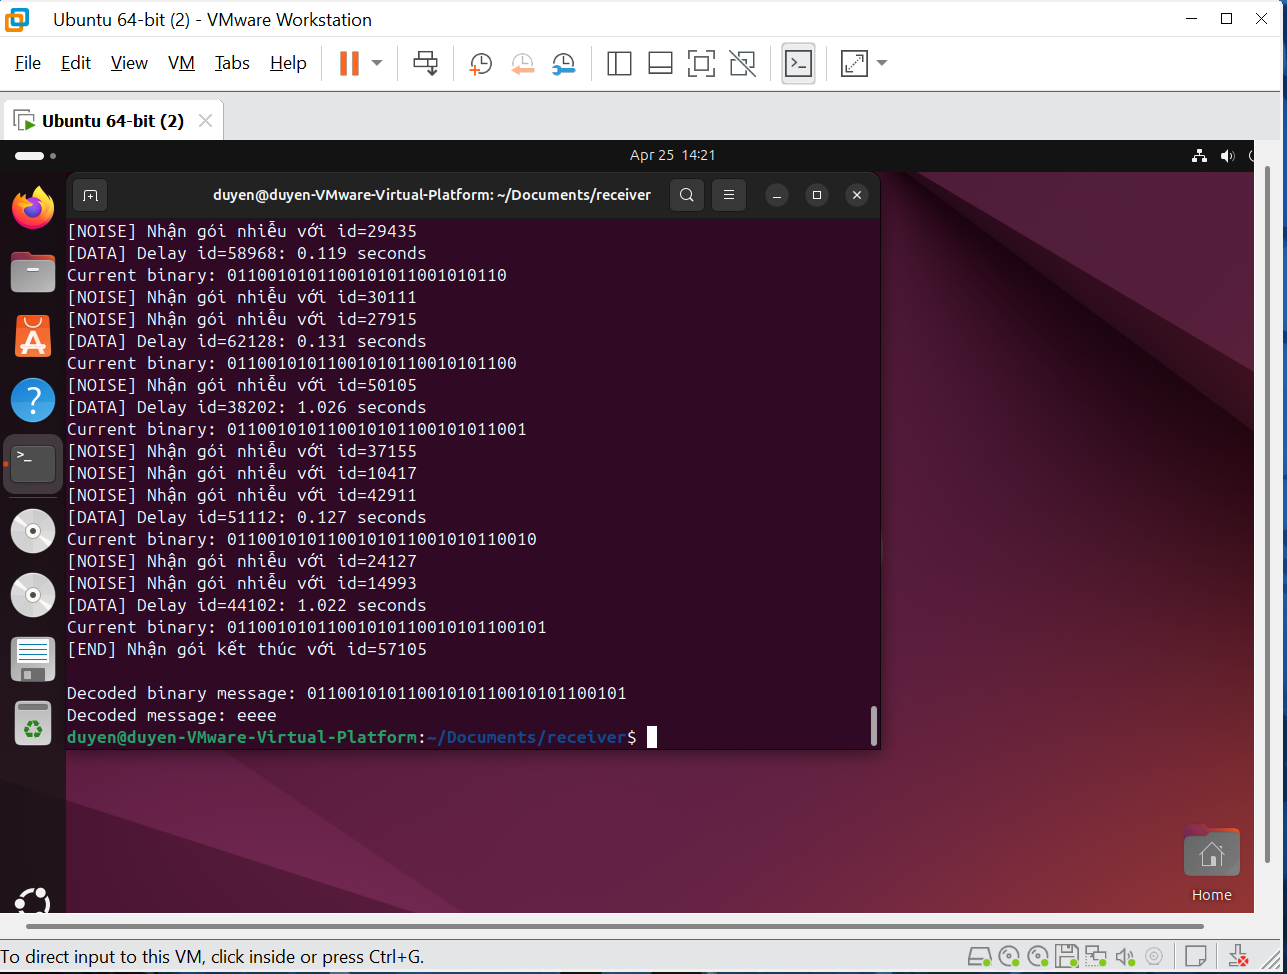 Ubuntu 64-bit (2) - VMware Workstation
File Edit View VM Tabs Help
Ubuntu 64-bit (2)
Apr 25 14:21
duyen@duyen-VMware-Virtual-Platform: ~/Documents/receiver
[NOISE] Nhận gói nhiễu với id=29435
[DATA] Delay id=58968: 0.119 seconds
Current binary: 0110010101100101011001010110
[NOISE] Nhận gói nhiễu với id=30111
[NOISE] Nhận gói nhiễu với id=27915
[DATA] Delay id=62128: 0.131 seconds
Current binary: 01100101011001010110010101100
[NOISE] Nhận gói nhiễu với id=50105
[DATA] Delay id=38202: 1.026 seconds
Current binary: 011001010110010101100101011001
[NOISE] Nhận gói nhiễu với id=37155
[NOISE] Nhận gói nhiễu với id=10417
[NOISE] Nhận gói nhiễu với id=42911
[DATA] Delay id=51112: 0.127 seconds
Current binary: 0110010101100101011001010110010
[NOISE] Nhận gói nhiễu với id=24127
[NOISE] Nhận gói nhiễu với id=14993
[DATA] Delay id=44102: 1.022 seconds
Current binary: 01100101011001010110010101100101
[END] Nhận gói kết thúc với id=57105
Decoded binary message: 01100101011001010110010101100101
Decoded message: eeee
duyen@duyen-VMware-Virtual-Platform:~/Documents/receiver$
Home
To direct input to this VM, click inside or press Ctrl+G.